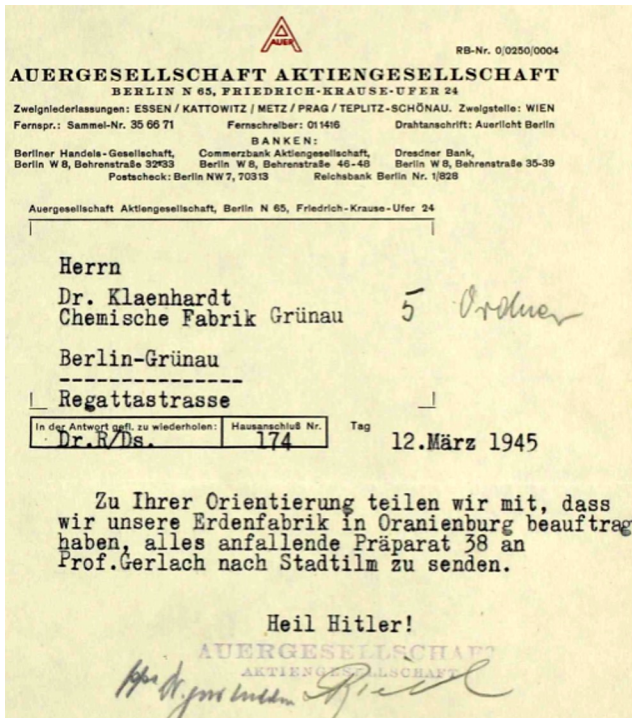 AUER
RB-Nr. 0/0250/0004
AUERGESELLSCHAFT AKTIENGESELLSCHAFT
BERLIN N 65, FRIEDRICH-KRAUSE-UFER 24
Zweigniederlassungen: ESSEN / KATTOWITZ / METZ / PRAG / TEPLITZ-SCHÖNAU. Zweigstelle: WIEN
Fernspr.: Sammel-Nr. 35 66 71 Fernschreiber: 01 1416 Drahtanschrift: Auerlicht Berlin
BANKEN:
Berliner Handels-Gesellschaft, Commerzbank Aktiengesellschaft, Dresdner Bank,
Berlin W 8, Behrenstraße 32-33 Berlin W 8, Behrenstraße 46-48 Berlin W 8, Behrenstraße 35-39
Postscheck: Berlin NW 7, 70313 Reichsbank Berlin Nr. 1/828
Auergesellschaft Aktiengesellschaft, Berlin N 65, Friedrich-Krause-Ufer 24
Herrn
Dr. Klaenhardt
Chemische Fabrik Grünau 5 Ordner
Berlin-Grünau
Regattastrasse
In der Antwort gefl. zu wiederholen: Hausanschluß Nr. Tag
Dr.R/Ds. 174 12.März 1945
Zu Ihrer Orientierung teilen wir mit, dass
wir unsere Erdenfabrik in Oranienburg beauftrag
haben, alles anfallende Präparat 38 an
Prof.Gerlach nach Stadtilm zu senden.
Heil Hitler!
AUERGESELLSCHAFT
AKTIENGESELLSCHAFT